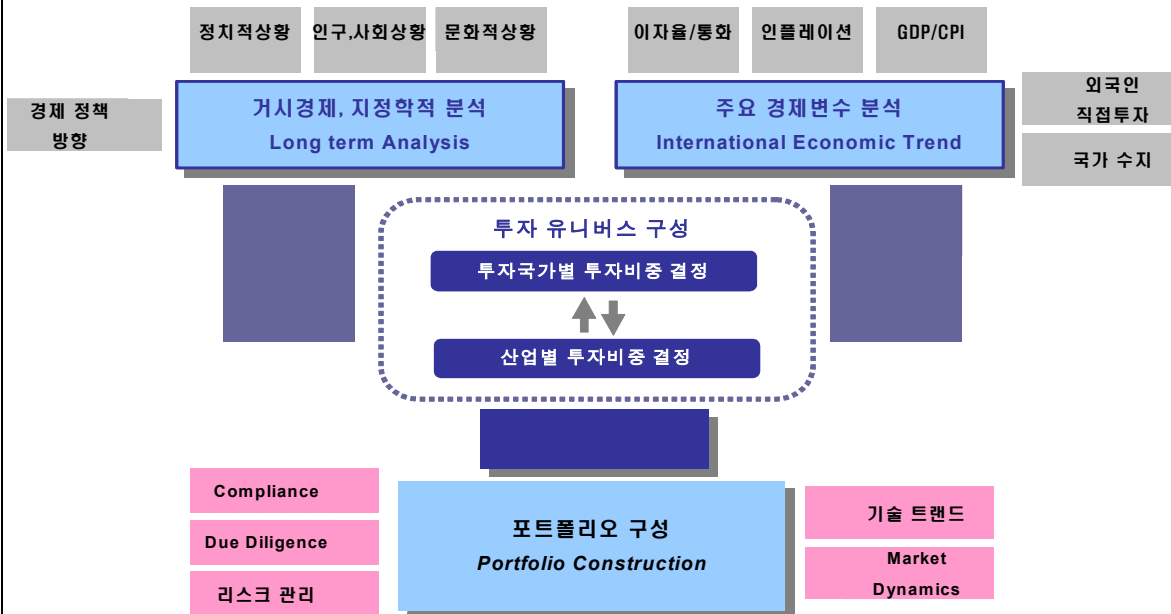 정치적상황
인구,사회상황
문화적상황
이자율/통화
인플레이션
GDP/CPI
경제 정책
방향
거시경제, 지정학적 분석
Long term Analysis
주요 경제변수 분석
International Economic Trend
외국인
직접투자
국가 수지
투자 유니버스 구성
투자국가별 투자비중 결정
산업별 투자비중 결정
Compliance
Due Diligence
리스크 관리
포트폴리오 구성
Portfolio Construction
기술 트랜드
Market
Dynamics